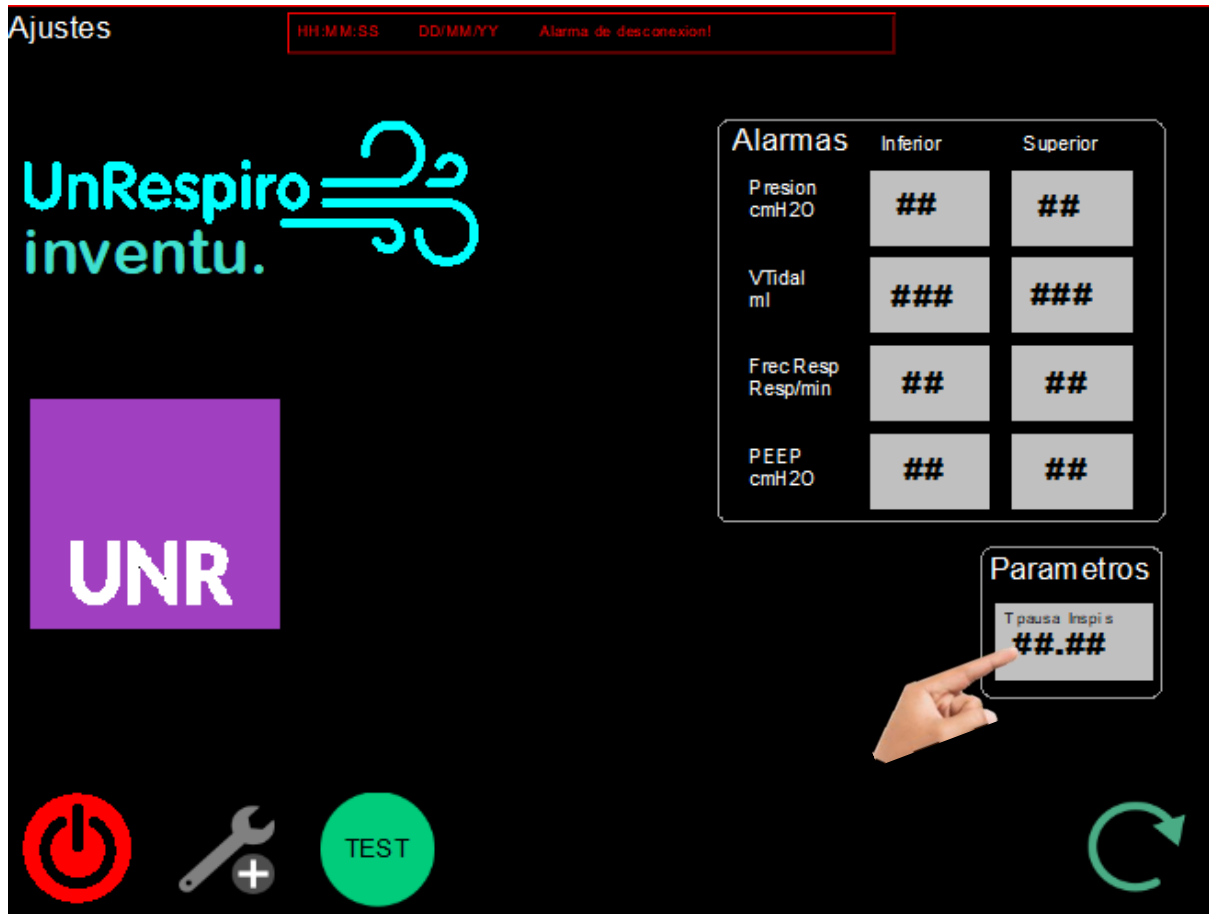 Ajustes
HH:MM:SS DD/MM/YY Alarma de desconexion!
UnRespiro
inventu.
Alarmas Inferior Superior
Presion
cmH2O
## ##
VTidal
ml
### ###
Frec Resp
Resp/min
## ##
PEEP
cmH2O
## ##
UNR
Parametros
Tpausa Inspi s
##.##
TEST